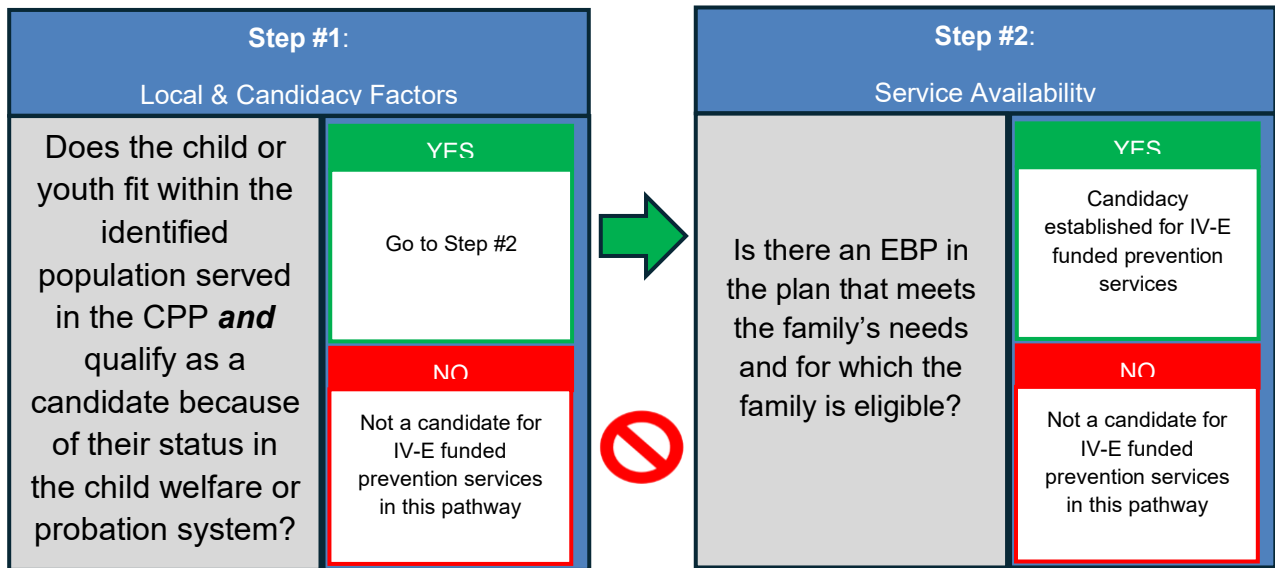 Step #1:
Local & Candidacy Factors
Does the child or
youth fit within the
identified
population served
in the CPP and
qualify as a
candidate because
of their status in
the child welfare or
probation system?
YES
Go to Step #2
NO
Not a candidate for
IV-E funded
prevention services
in this pathway
Step #2:
Service Availability
Is there an EBP in
the plan that meets
the family’s needs
and for which the
family is eligible?
YES
Candidacy
established for IV-E
funded prevention
services
NO
Not a candidate for
IV-E funded
prevention services
in this pathway